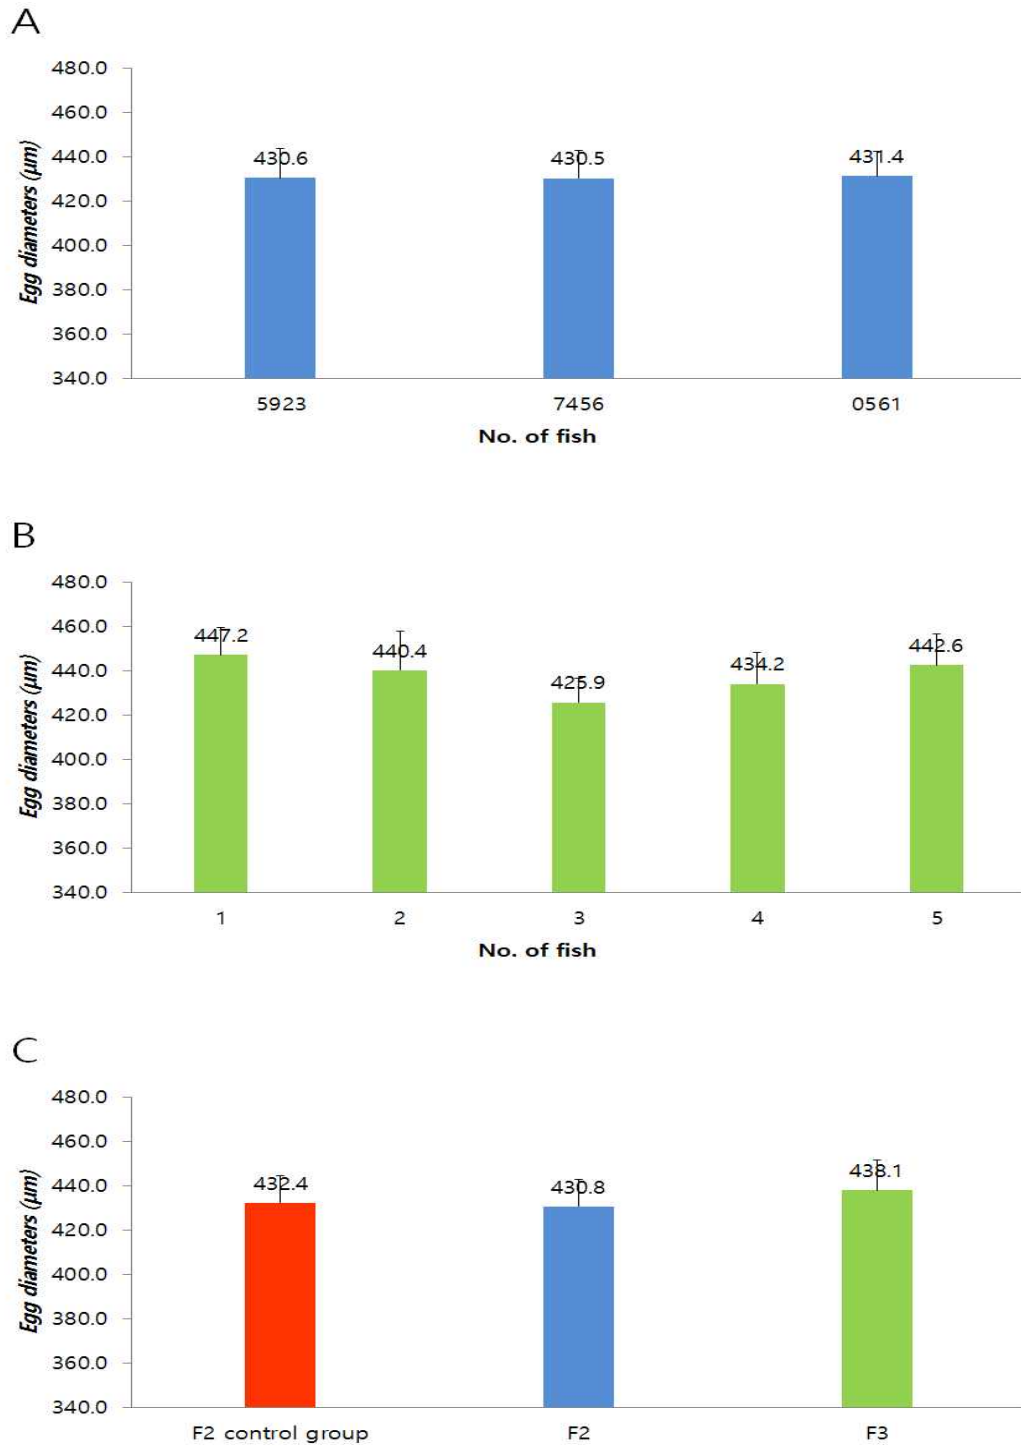 A
480.0
460.0
440.0
420.0
400.0
380.0
360.0
340.0
Egg diameters (μm)
430.6 430.5 431.4
5923 7456 0561
No. of fish
B
480.0
460.0
440.0
420.0
400.0
380.0
360.0
340.0
Egg diameters (μm)
447.2 440.4 425.9 434.2 442.6
1 2 3 4 5
No. of fish
C
480.0
460.0
440.0
420.0
400.0
380.0
360.0
340.0
Egg diameters (μm)
432.4 430.8 438.1
F2 control group F2 F3